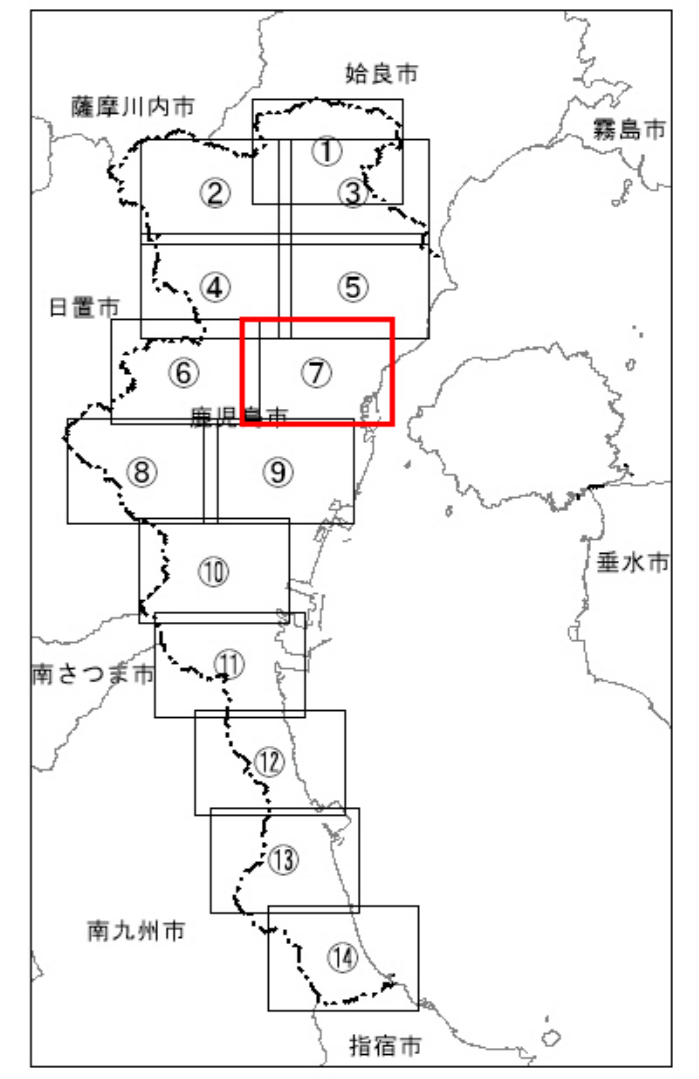 姶良市
薩摩川内市
霧島市
①
②
③
④
⑤
日置市
⑥
⑦
鹿児島市
⑧
⑨
⑩
垂水市
⑪
南さつま市
⑫
⑬
南九州市
⑭
指宿市